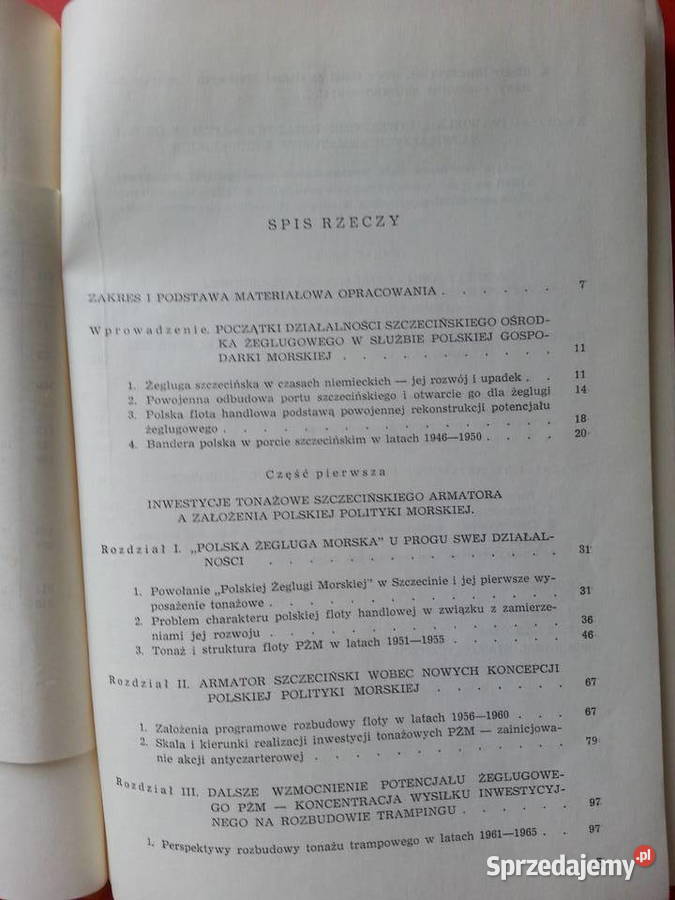 SPIS RZECZY
ZAKRES I PODSTAWA MATERIAŁOWA OPRACOWANIA . . . . . . 7
Wprowadzenie. POCZĄTKI DZIAŁALNOŚCI SZCZECIŃSKIEGO OŚROD-
KA ŻEGLUGOWEGO W SŁUŻBIE POLSKIEJ GOSPO-
DARKI MORSKIEJ . . . . . . . . . . 11
1. Żegluga szczecińska w czasach niemieckich — jej rozwój i upadek . . 11
2. Powojenna odbudowa portu szczecińskiego i otwarcie go dla żeglugi 14
3. Polska flota handlowa podstawą powojennej rekonstrukcji potencjału
żeglugowego . . . . . . . . . . . . . . . . 18
4. Bandera polska w porcie szczecińskim w latach 1946—1950 . . . . 20
Część pierwsza
INWESTYCJE TONAŻOWE SZCZECIŃSKIEGO ARMATORA
A ZAŁOŻENIA POLSKIEJ POLITYKI MORSKIEJ.
Rozdział I. „POLSKA ŻEGLUGA MORSKA" U PROGU SWEJ DZIAŁAL-
NOŚCI . . . . . . . . . . . . . . 31
1. Powołanie „Polskiej Żeglugi Morskiej" w Szczecinie i jej pierwsze wy-
posażenie tonażowe . . . . . . . . . . . . . . 31
2. Problem charakteru polskiej floty handlowej w związku z zamierze-
niami jej rozwoju . . . . . . . . . . . . . . 36
3. Tonaż i struktura floty PŻM w latach 1951—1955 . . . . . . 46
Rozdział II. ARMATOR SZCZECIŃSKI WOBEC NOWYCH KONCEPCJI
POLSKIEJ POLITYKI MORSKIEJ . . . . . . 67
1. Założenia programowe rozbudowy floty w latach 1956—1960 . . . 67
2. Skala i kierunki realizacji inwestycji tonażowych PŻM — zainicjowa-
nie akcji antyczarterowej . . . . . . . . . . . . 79
Rozdział III. DALSZE WZMOCNIENIE POTENCJAŁU ŻEGLUGOWE-
GO PŻM — KONCENTRACJA WYSIŁKU INWESTYCYJ-
NEGO NA ROZBUDOWIE TRAMPINGU . . . . . 97
1. Perspektywy rozbudowy tonażu trampowego w latach 1961—1965 . . 97
Sprzedajemy.pl